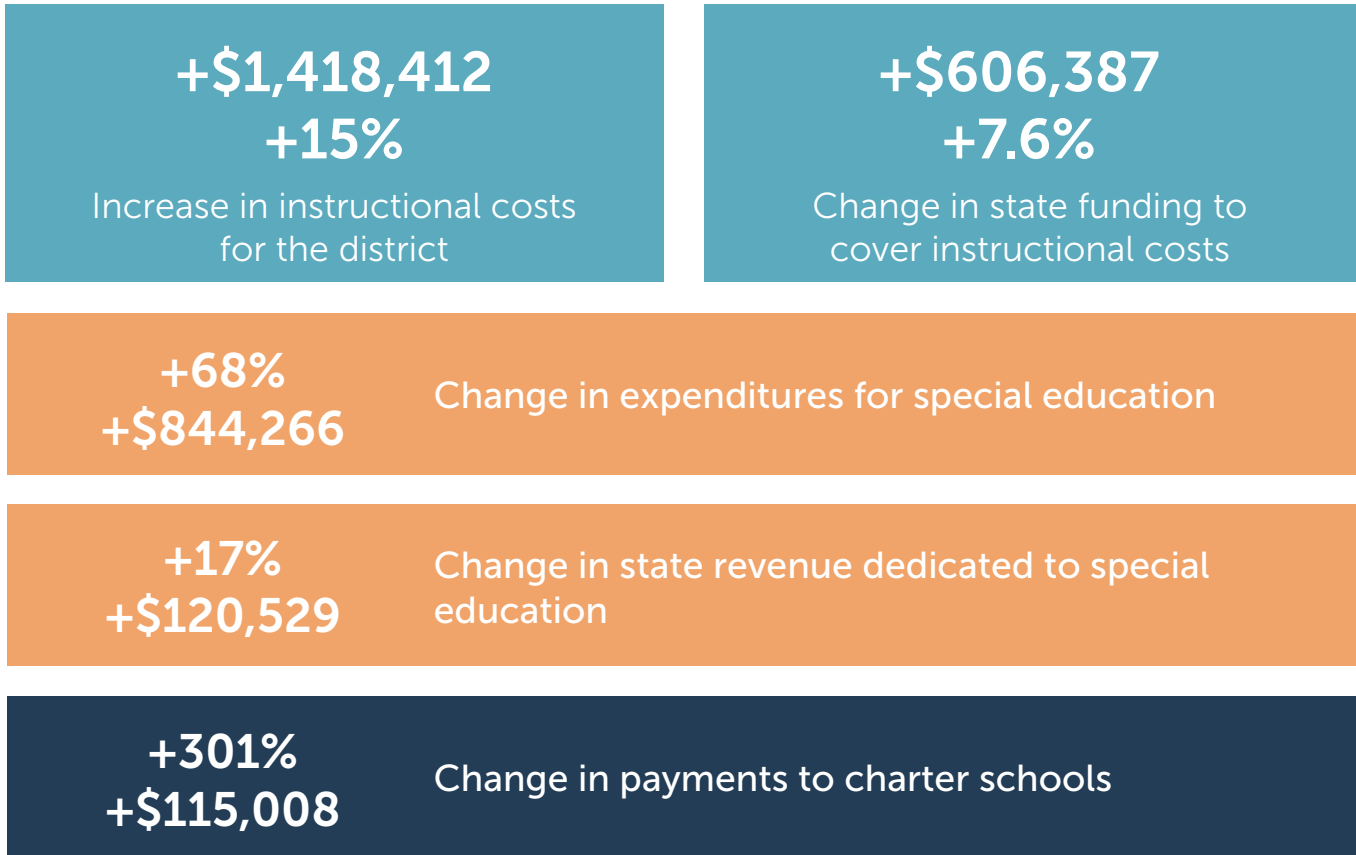 +$1,418,412
+15%
Increase in instructional costs
for the district
+$606,387
+7.6%
Change in state funding to
cover instructional costs
+68%
+$844,266
Change in expenditures for special education
+17%
+$120,529
Change in state revenue dedicated to special
education
+301%
+$115,008
Change in payments to charter schools